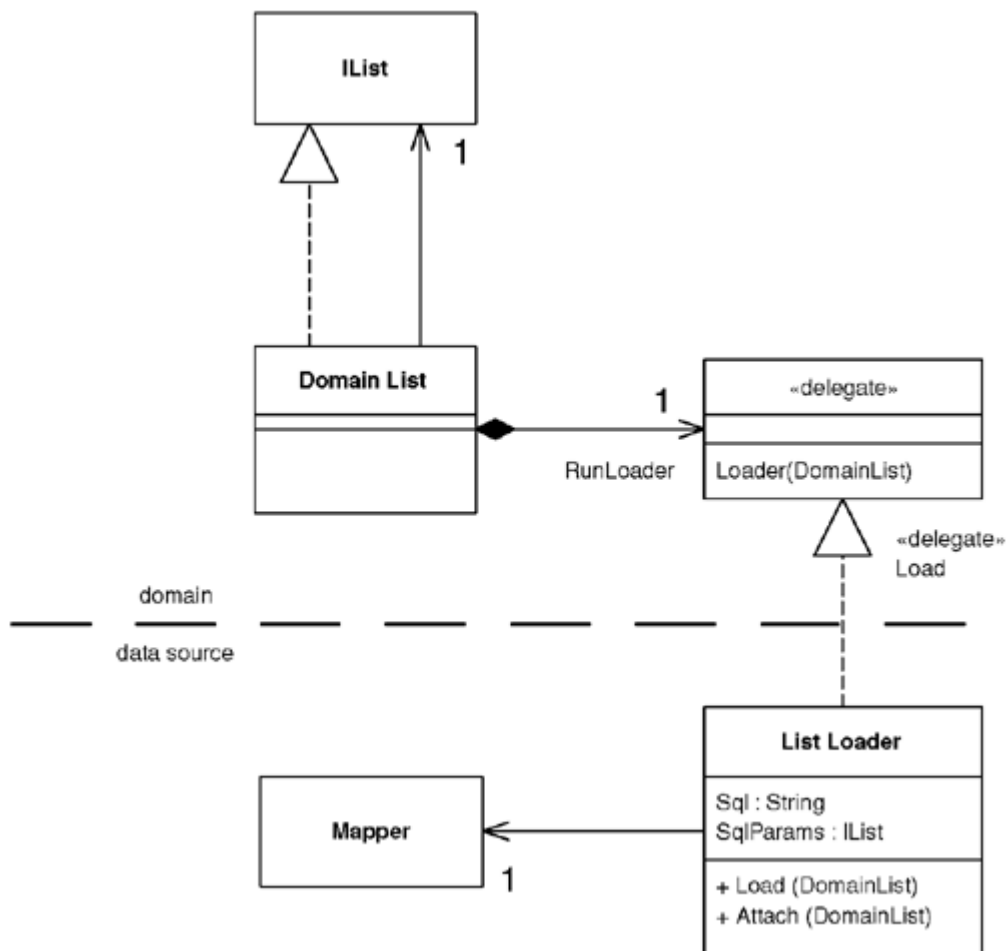 IList
1
Domain List
1
RunLoader
«delegate»
Loader(DomainList)
«delegate»
Load
domain
data source
List Loader
Sql : String
SqlParams : IList
+ Load (DomainList)
+ Attach (DomainList)
Mapper
1